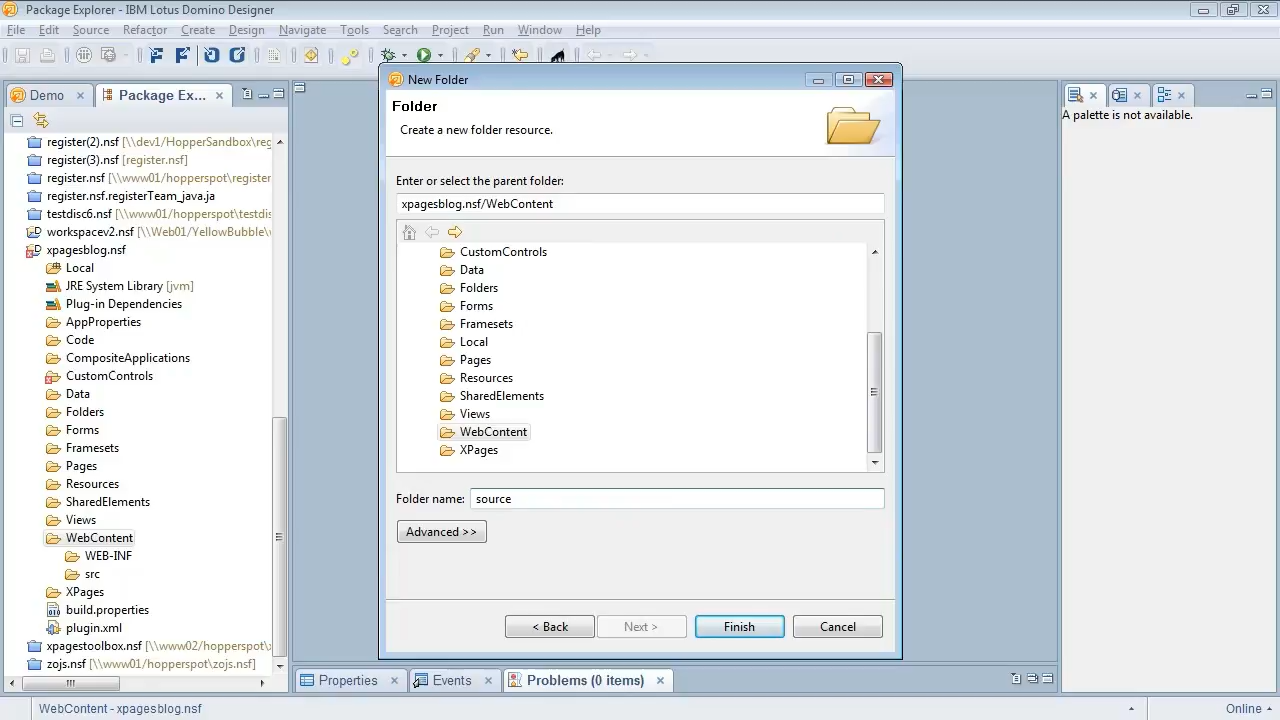 Package Explorer - IBM Lotus Domino Designer
File Edit Source Refactor Create Design Navigate Tools Search Project Run Window Help
Demo
Package Ex...
register(2).nsf [\\dev1/HopperSandbox\reg
register(3).nsf [register.nsf]
register.nsf [\\www01/hopperspot\register
register.nsf.registerTeam_java.ja
testdisc6.nsf [\\www01/hopperspot\testdis
workspacev2.nsf [\\Web01/YellowBubble\
xpagesblog.nsf
Local
JRE System Library [jvm]
Plug-in Dependencies
AppProperties
Code
CompositeApplications
CustomControls
Data
Folders
Forms
Framesets
Pages
Resources
SharedElements
Views
WebContent
WEB-INF
src
XPages
build.properties
plugin.xml
xpagestoolbox.nsf [\\www02/hopperspot\x
zojs.nsf [\\www01/hopperspot\zojs.nsf]
New Folder
Folder
Create a new folder resource.
Enter or select the parent folder:
xpagesblog.nsf/WebContent
CustomControls
Data
Folders
Forms
Framesets
Local
Pages
Resources
SharedElements
Views
WebContent
XPages
Folder name: source
Advanced >>
< Back Next > Finish Cancel
A palette is not available.
Properties
Events
Problems (0 items)
WebContent - xpagesblog.nsf
Online